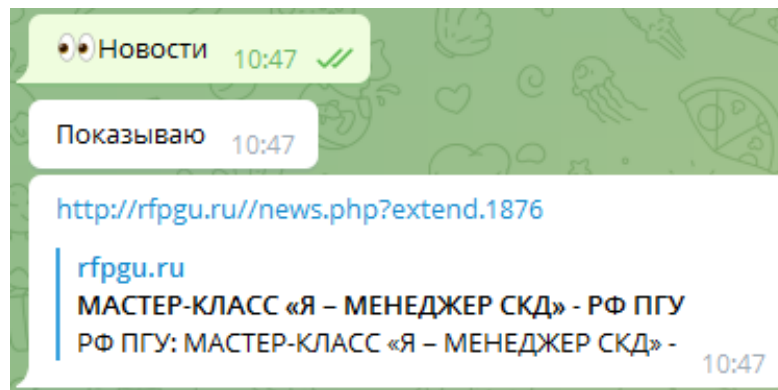 👀Новости 10:47
Показываю 10:47
http://rfpgu.ru//news.php?extend.1876
rfpgu.ru
МАСТЕР-КЛАСС «Я – МЕНЕДЖЕР СКД» - РФ ПГУ
РФ ПГУ: МАСТЕР-КЛАСС «Я – МЕНЕДЖЕР СКД» -
10:47